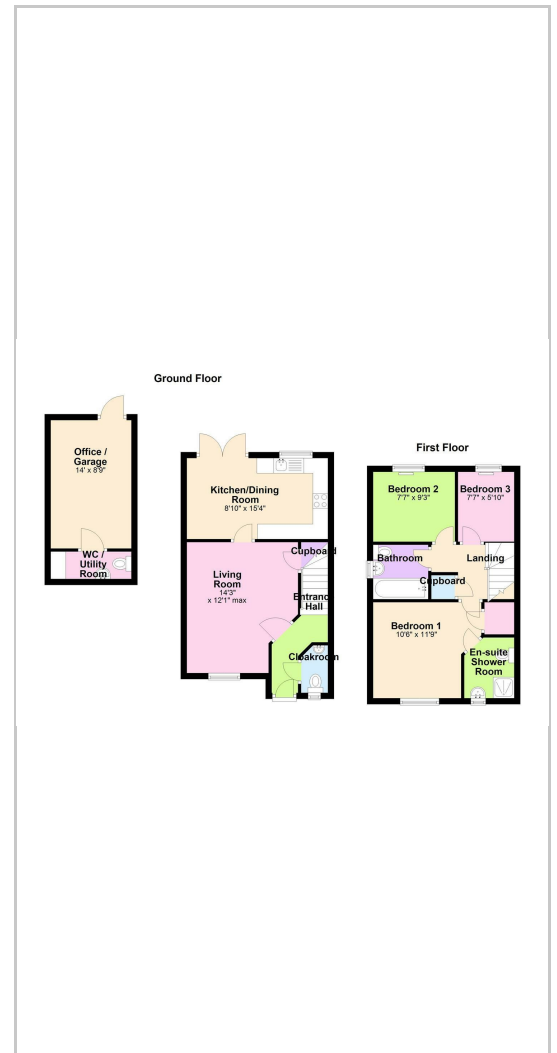 Ground Floor
Office /
Garage
14' x 8'9"
WC /
Utility
Room
Kitchen/Dining
Room
8'10" x 15'4"
Living
Room
14'3"
x 12'1" max
Cupboard
Entrance
Hall
Cloakroom
First Floor
Bedroom 2
7'7" x 9'3"
Bedroom 3
7'7" x 5'10"
Bathroom
Landing
Cupboard
Bedroom 1
10'6" x 11'9"
En-suite
Shower
Room